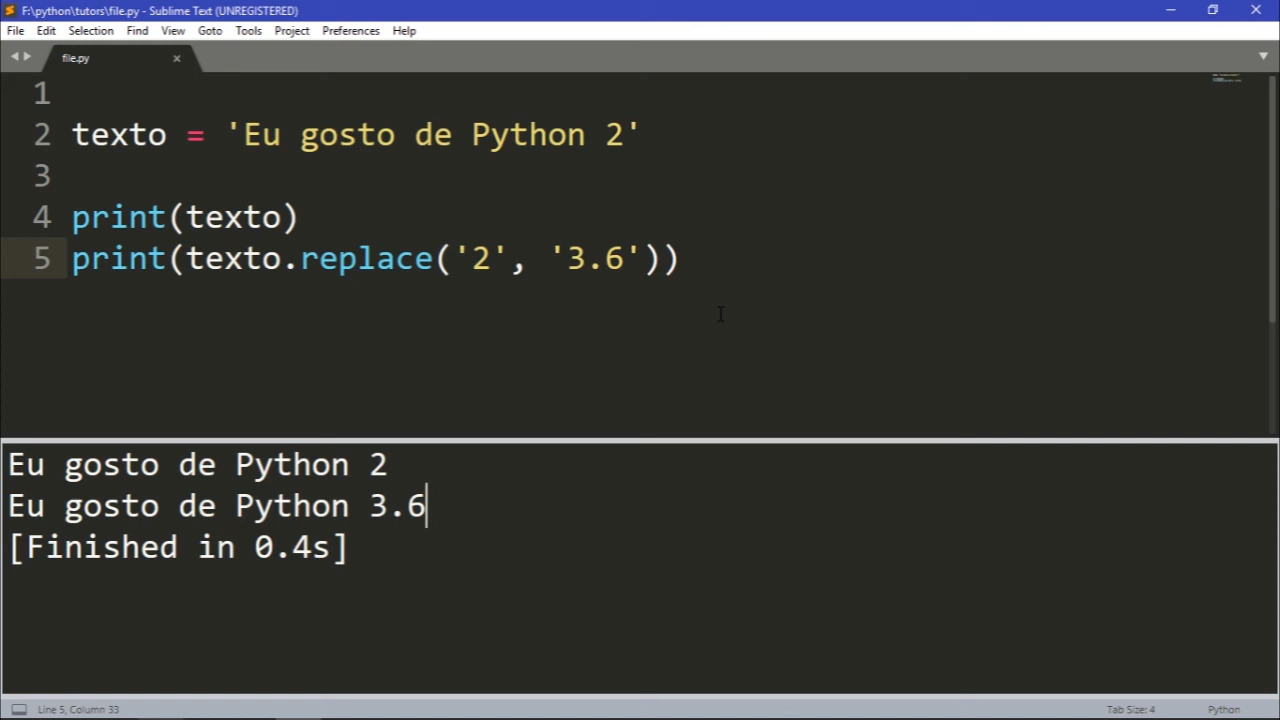 F:\python\tutors\file.py - Sublime Text (UNREGISTERED)
File Edit Selection Find View Goto Tools Project Preferences Help
file.py
1
2 texto = 'Eu gosto de Python 2'
3
4 print(texto)
5 print(texto.replace('2', '3.6'))
Eu gosto de Python 2
Eu gosto de Python 3.6
[Finished in 0.4s]
Line 5, Column 33 Tab Size: 4 Python